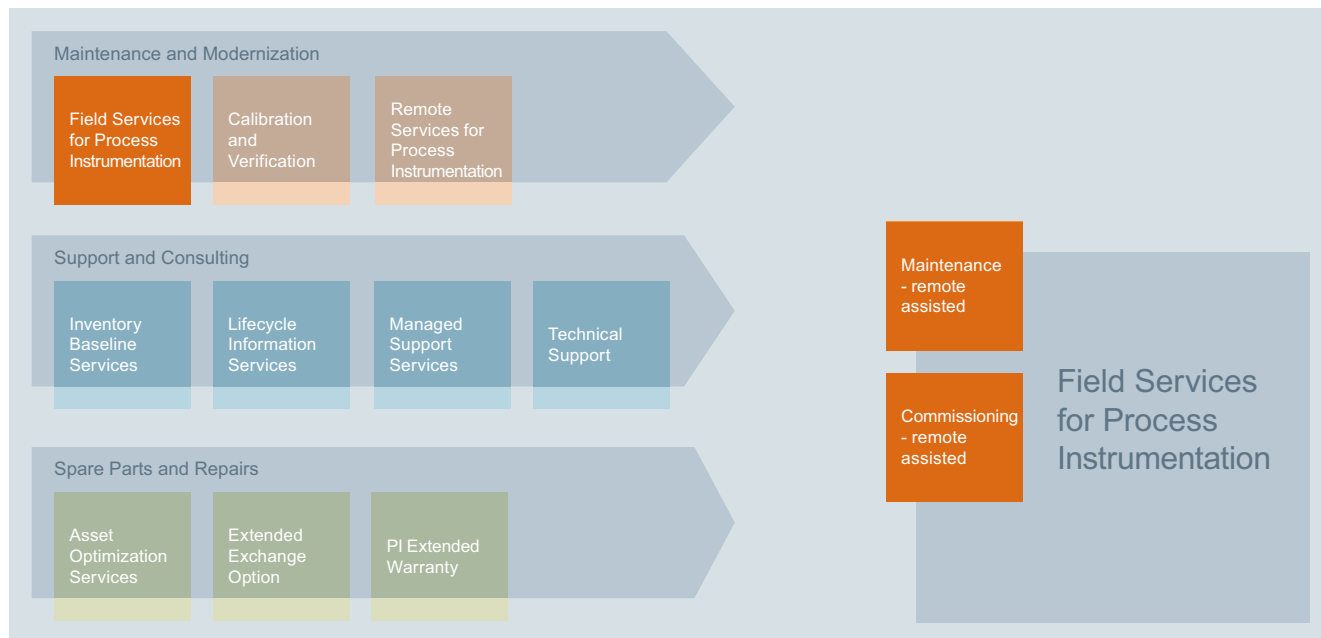 Maintenance and Modernization
Field Services
for Process
Instrumentation
Calibration
and
Verification
Remote
Services for
Process
Instrumentation
Support and Consulting
Inventory
Baseline
Services
Lifecycle
Information
Services
Managed
Support
Services
Technical
Support
Spare Parts and Repairs
Asset
Optimization
Services
Extended
Exchange
Option
PI Extended
Warranty
Maintenance
- remote
assisted
Commissioning
- remote
assisted
Field Services
for Process
Instrumentation